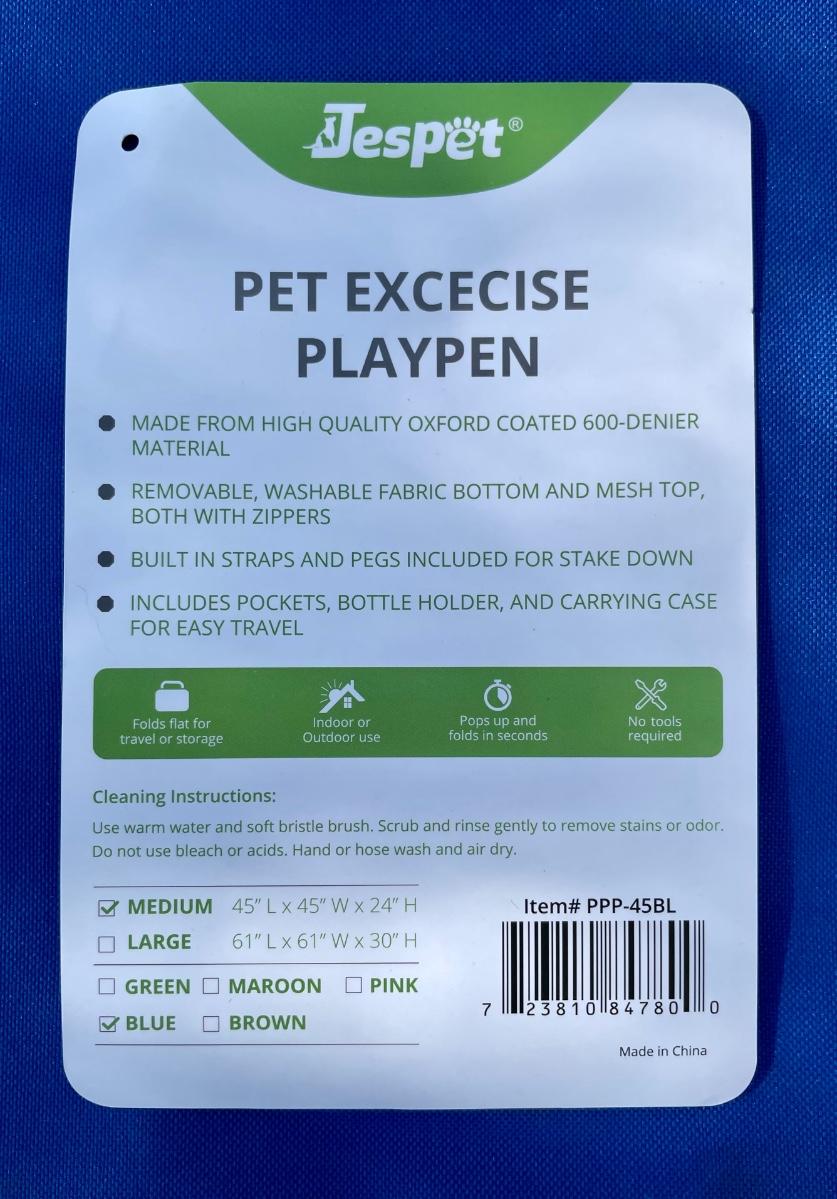 Jespet®
PET EXCECISE
PLAYPEN
MADE FROM HIGH QUALITY OXFORD COATED 600-DENIER
MATERIAL
REMOVABLE, WASHABLE FABRIC BOTTOM AND MESH TOP,
BOTH WITH ZIPPERS
BUILT IN STRAPS AND PEGS INCLUDED FOR STAKE DOWN
INCLUDES POCKETS, BOTTLE HOLDER, AND CARRYING CASE
FOR EASY TRAVEL
Folds flat for
travel or storage
Indoor or
Outdoor use
Pops up and
folds in seconds
No tools
required
Cleaning Instructions:
Use warm water and soft bristle brush. Scrub and rinse gently to remove stains or odor.
Do not use bleach or acids. Hand or hose wash and air dry.
MEDIUM 45” L x 45” W x 24” H
LARGE 61” L x 61” W x 30” H
GREEN MAROON PINK
BLUE BROWN
Item# PPP-45BL
7 23810 84780 0
Made in China